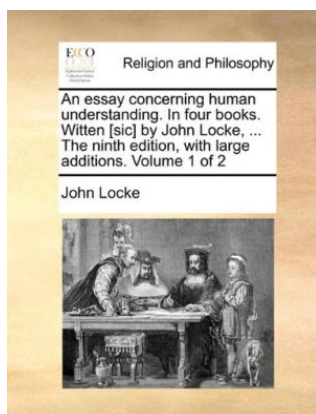 ECCO
Religion and Philosophy
An essay concerning human
understanding. In four books.
Witten [sic] by John Locke, ...
The ninth edition, with large
additions. Volume 1 of 2
John Locke